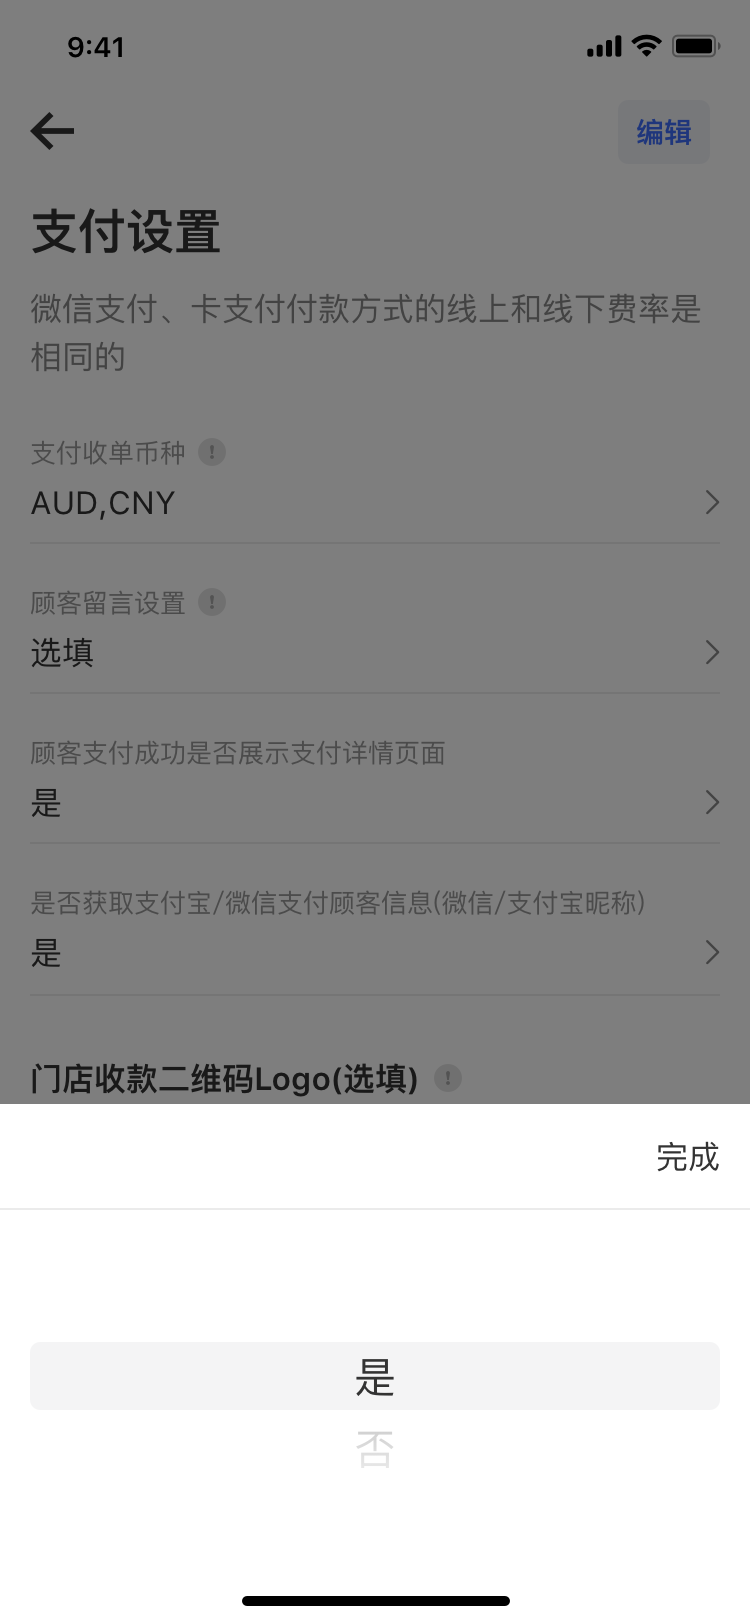 9:41
编辑
支付设置
微信支付、卡支付付款方式的线上和线下费率是
相同的
支付收单币种 !
AUD,CNY
顾客留言设置 !
选填
顾客支付成功是否展示支付详情页面
是
是否获取支付宝/微信支付顾客信息(微信/支付宝昵称)
是
门店收款二维码Logo(选填) !
完成
是
否